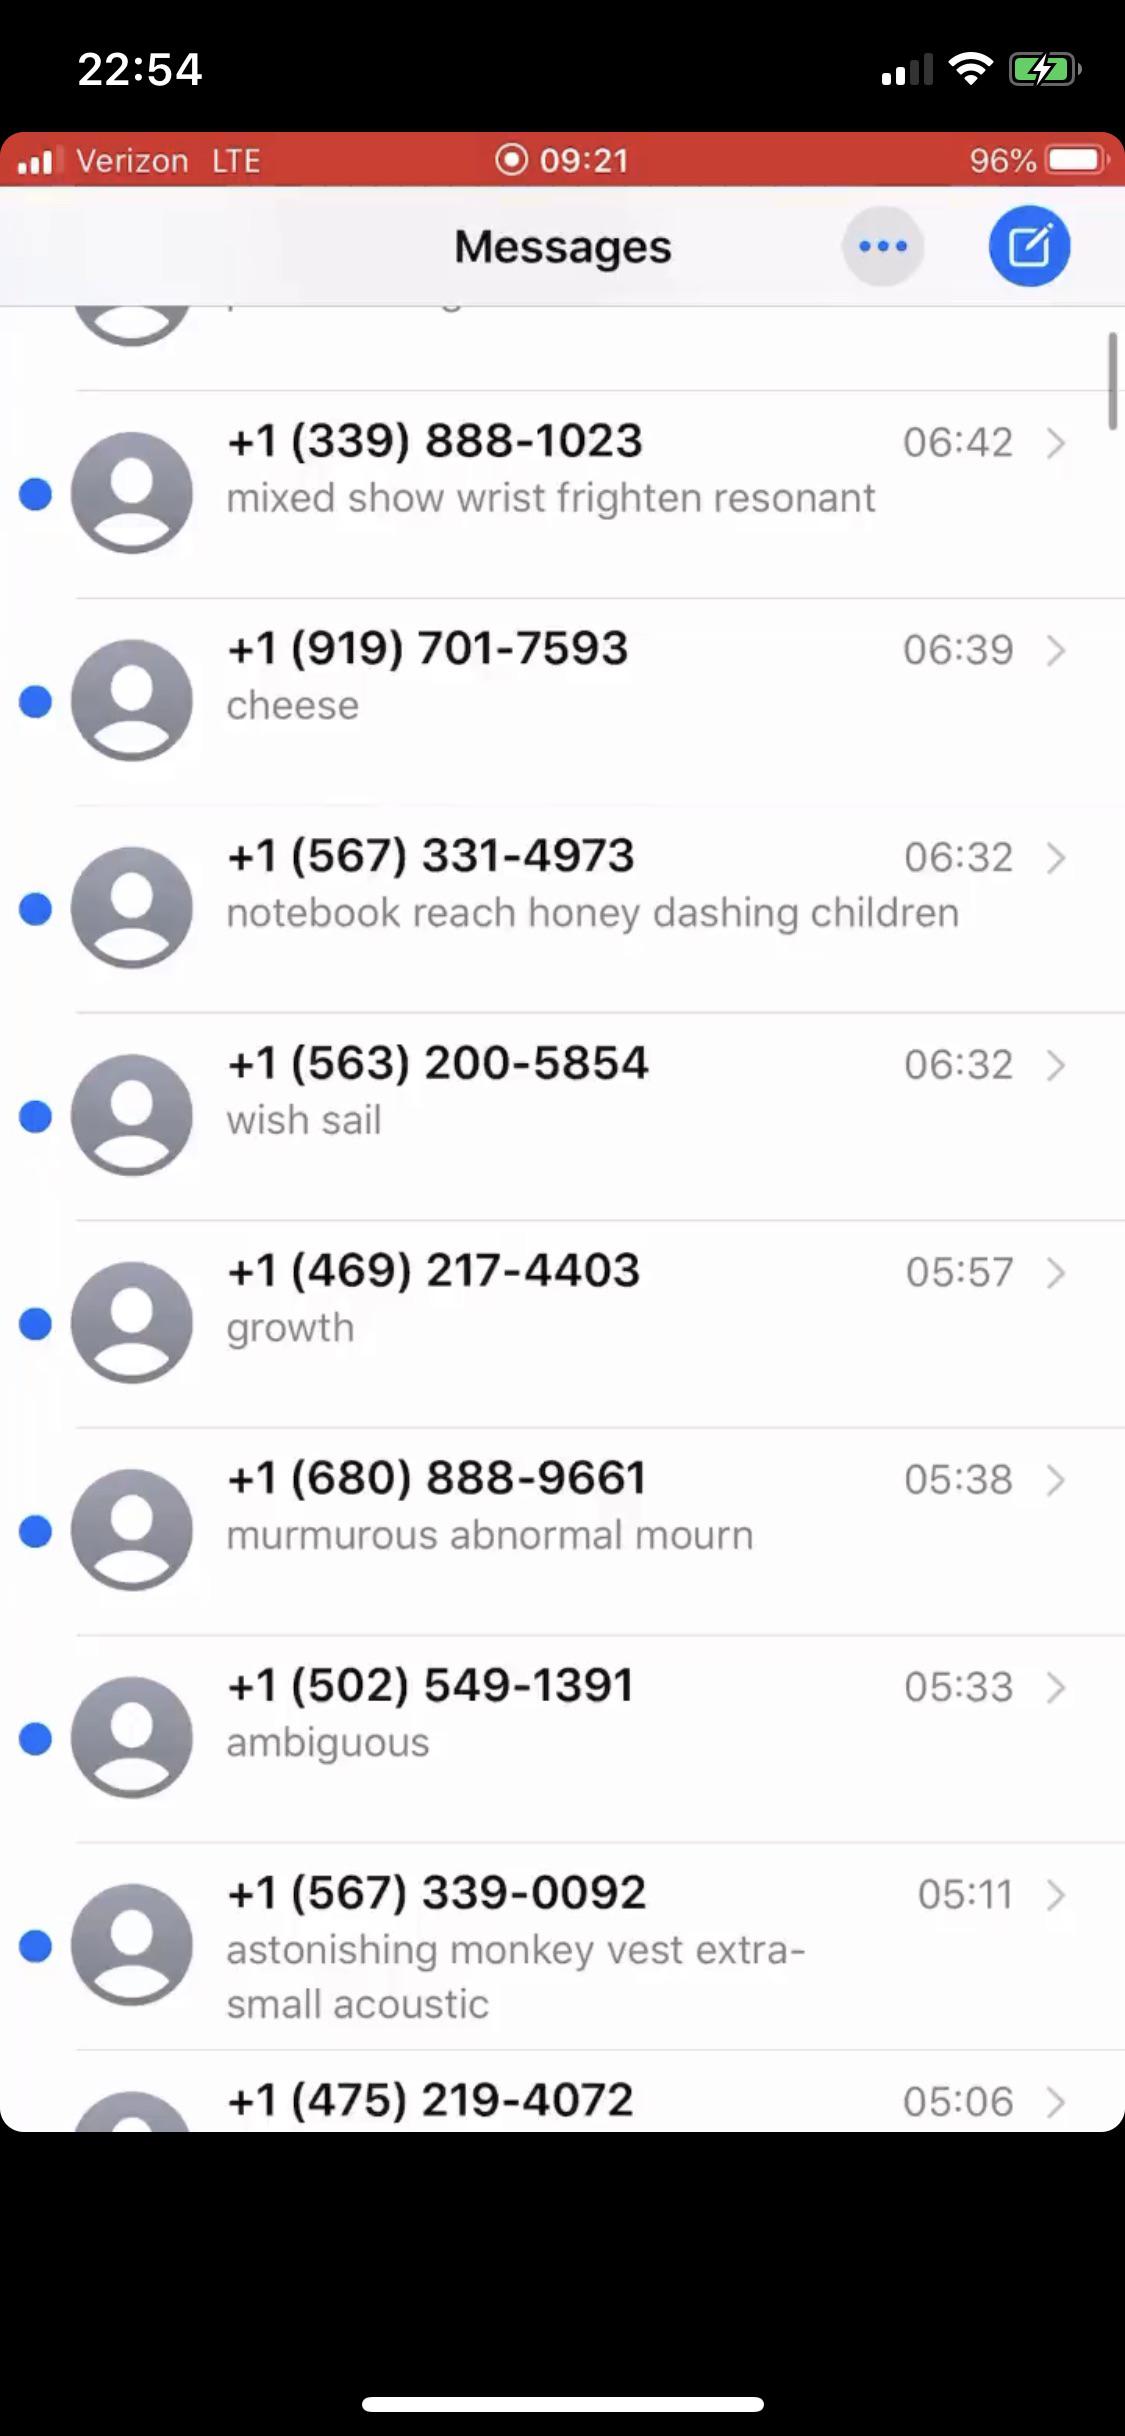 22:54
Verizon LTE 09:21 96%
Messages
+1 (339) 888-1023 06:42
mixed show wrist frighten resonant
+1 (919) 701-7593 06:39
cheese
+1 (567) 331-4973 06:32
notebook reach honey dashing children
+1 (563) 200-5854 06:32
wish sail
+1 (469) 217-4403 05:57
growth
+1 (680) 888-9661 05:38
murmurous abnormal mourn
+1 (502) 549-1391 05:33
ambiguous
+1 (567) 339-0092 05:11
astonishing monkey vest extra-
small acoustic
+1 (475) 219-4072 05:06